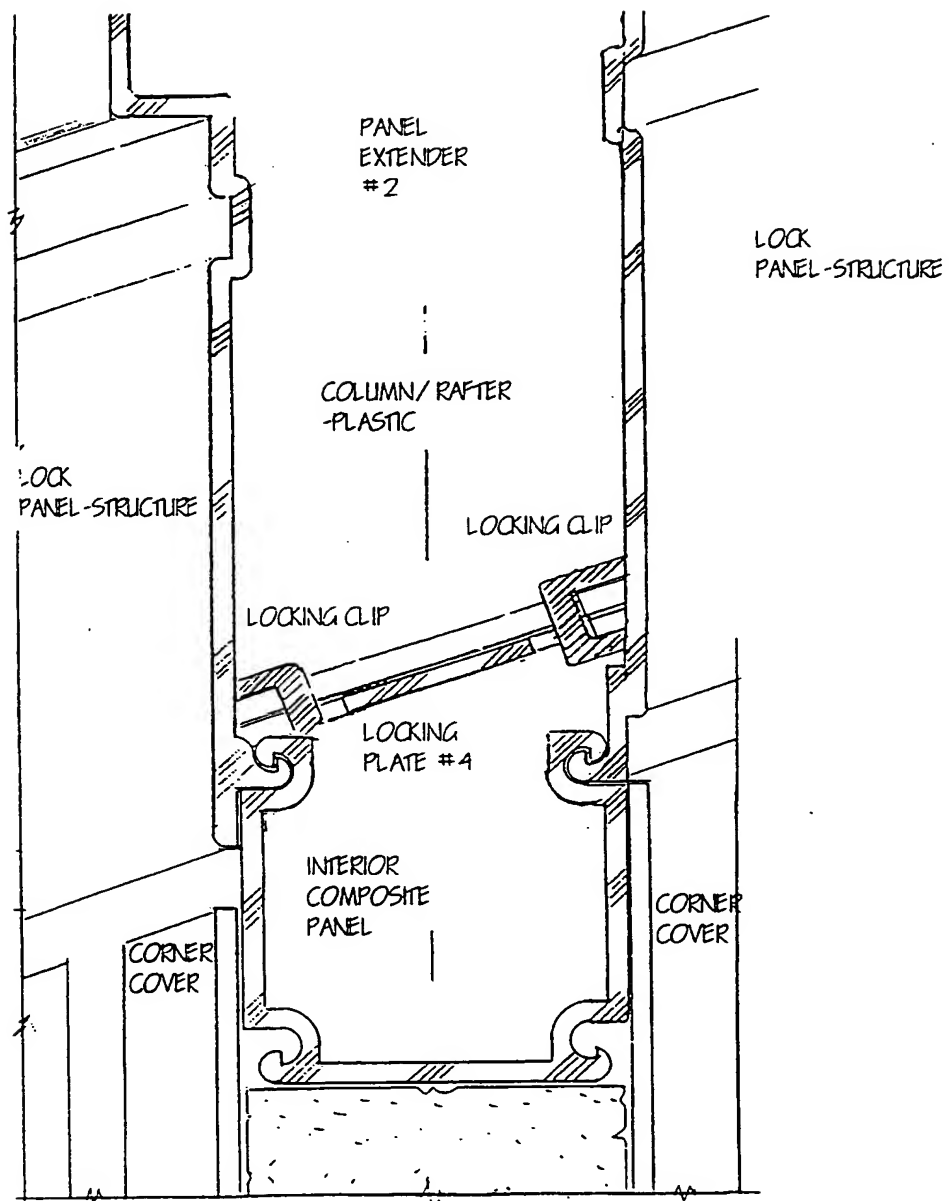 PANEL
EXTENDER
#2
LOCK
PANEL-STRUCTURE
COLUMN/ RAFTER
-PLASTIC
LOCK
PANEL-STRUCTURE
LOCKING CLIP
LOCKING CLIP
LOCKING
PLATE #4
INTERIOR
COMPOSITE
PANEL
CORNER
COVER
CORNER
COVER